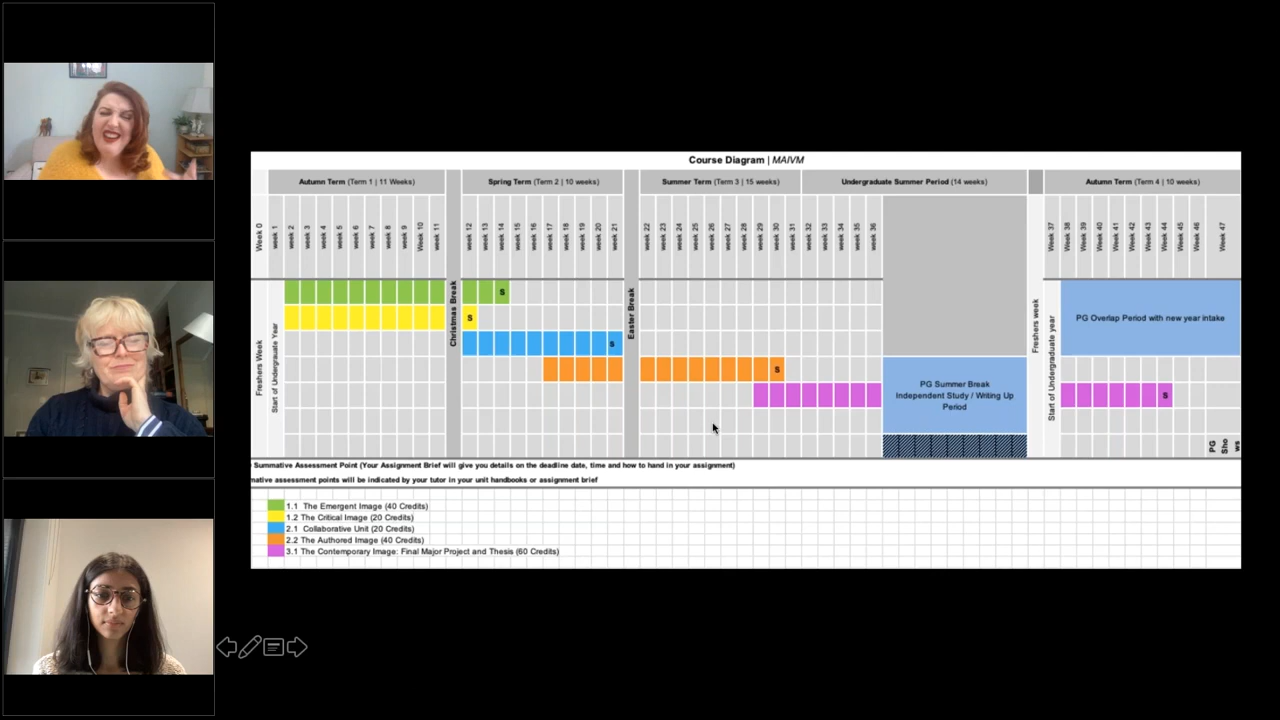 Course Diagram | MAIVM
Autumn Term (Term 1 | 11 Weeks)
Spring Term (Term 2 | 10 weeks)
Summer Term (Term 3 | 15 weeks)
Undergraduate Summer Period (14 weeks)
Autumn Term (Term 4 | 10 weeks)
Week 0
week 1
week 2
week 3
week 4
week 5
week 6
week 7
week 8
week 9
Week 10
week 11
week 12
week 13
week 14
week 15
week 16
week 17
week 18
week 19
week 20
week 21
week 22
week 23
week 24
week 25
week 26
week 27
week 28
week 29
week 30
week 31
week 32
week 33
week 34
week 35
week 36
Week 37
Week 38
Week 39
Week 40
Week 41
Week 42
Week 43
Week 44
Week 45
Week 46
Week 47
Freshers Week
Start of Undergraduate Year
Christmas Break
Easter Break
Freshers week
Start of Undergraduate year
S
S
S
S
S
PG Overlap Period with new year intake
PG Summer Break
Independent Study / Writing Up
Period
PG
Sho
ws
Summative Assessment Point (Your Assignment Brief will give you details on the deadline date, time and how to hand in your assignment)
mative assessment points will be indicated by your tutor in your unit handbooks or assignment brief
1.1 The Emergent Image (40 Credits)
1.2 The Critical Image (20 Credits)
2.1 Collaborative Unit (20 Credits)
2.2 The Authored Image (40 Credits)
3.1 The Contemporary Image: Final Major Project and Thesis (60 Credits)